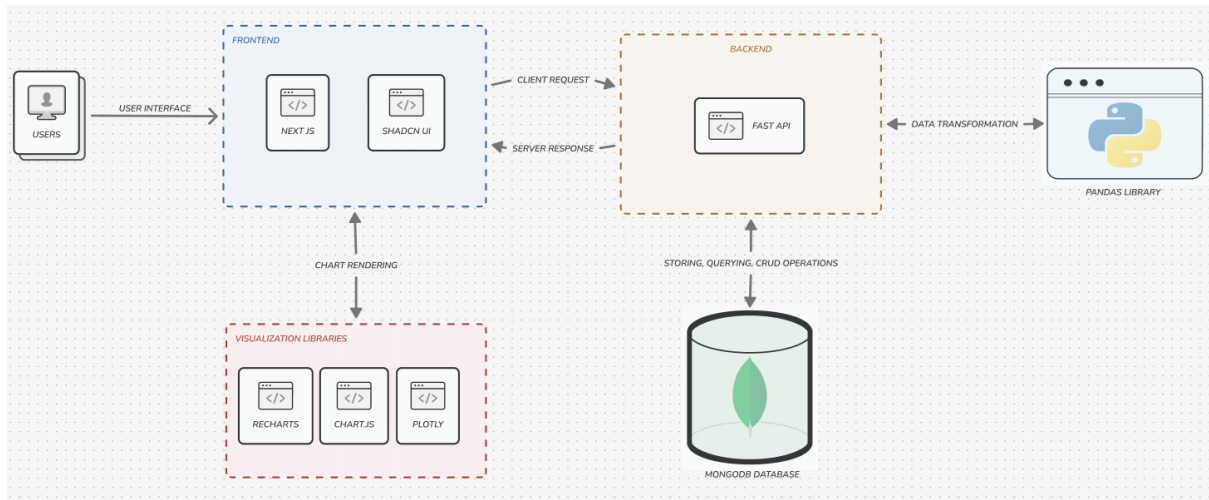 FRONTEND
BACKEND
USERS
USER INTERFACE
NEXT JS
SHADCN UI
CLIENT REQUEST
SERVER RESPONSE
FAST API
DATA TRANSFORMATION
PANDAS LIBRARY
CHART RENDERING
STORING, QUERYING, CRUD OPERATIONS
VISUALIZATION LIBRARIES
RECHARTS
CHART.JS
PLOTLY
MONGODB DATABASE